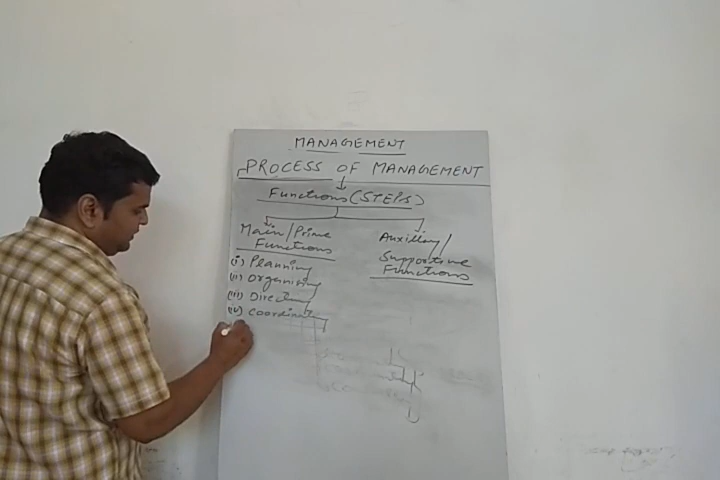 MANAGEMENT
PROCESS OF MANAGEMENT
Functions (STEPS)
Main/Prime
Functions
(i) Planning
(ii) Organising
(iii) Directing
(iv) Coordinating
Auxiliary/
Supportive
Functions